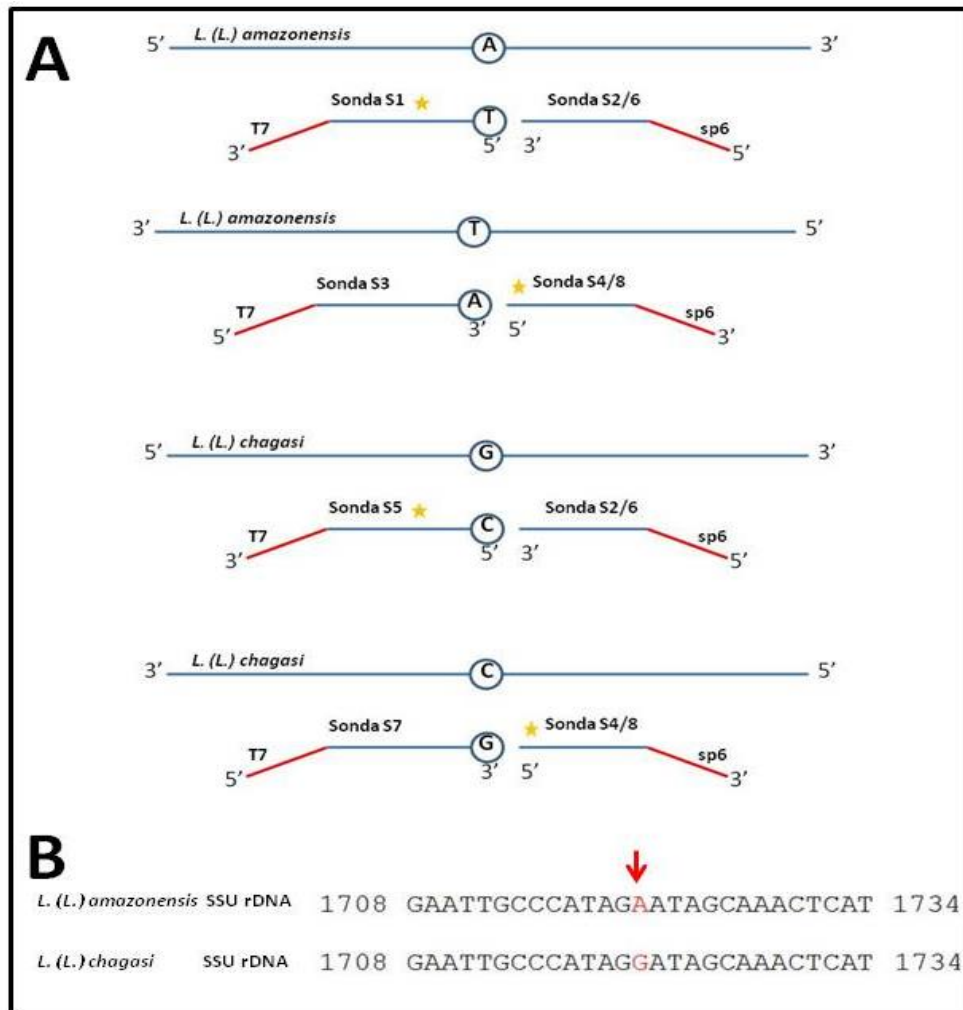 A
5’ L. (L.) amazonensis A 3’
Sonda S1 Sonda S2/6
T7 T sp6
3’ 5’ 3’ 5’
3’ L. (L.) amazonensis T 5’
Sonda S3 Sonda S4/8
T7 A sp6
5’ 3’ 5’ 3’
5’ L. (L.) chagasi G 3’
Sonda S5 Sonda S2/6
T7 C sp6
3’ 5’ 3’ 5’
3’ L. (L.) chagasi C 5’
Sonda S7 Sonda S4/8
T7 G sp6
5’ 3’ 5’ 3’
B
L. (L.) amazonensis SSU rDNA 1708 GAATTGCCCATAGAATAGCAAACTCAT 1734
L. (L.) chagasi SSU rDNA 1708 GAATTGCCCATAGGATAGCAAACTCAT 1734